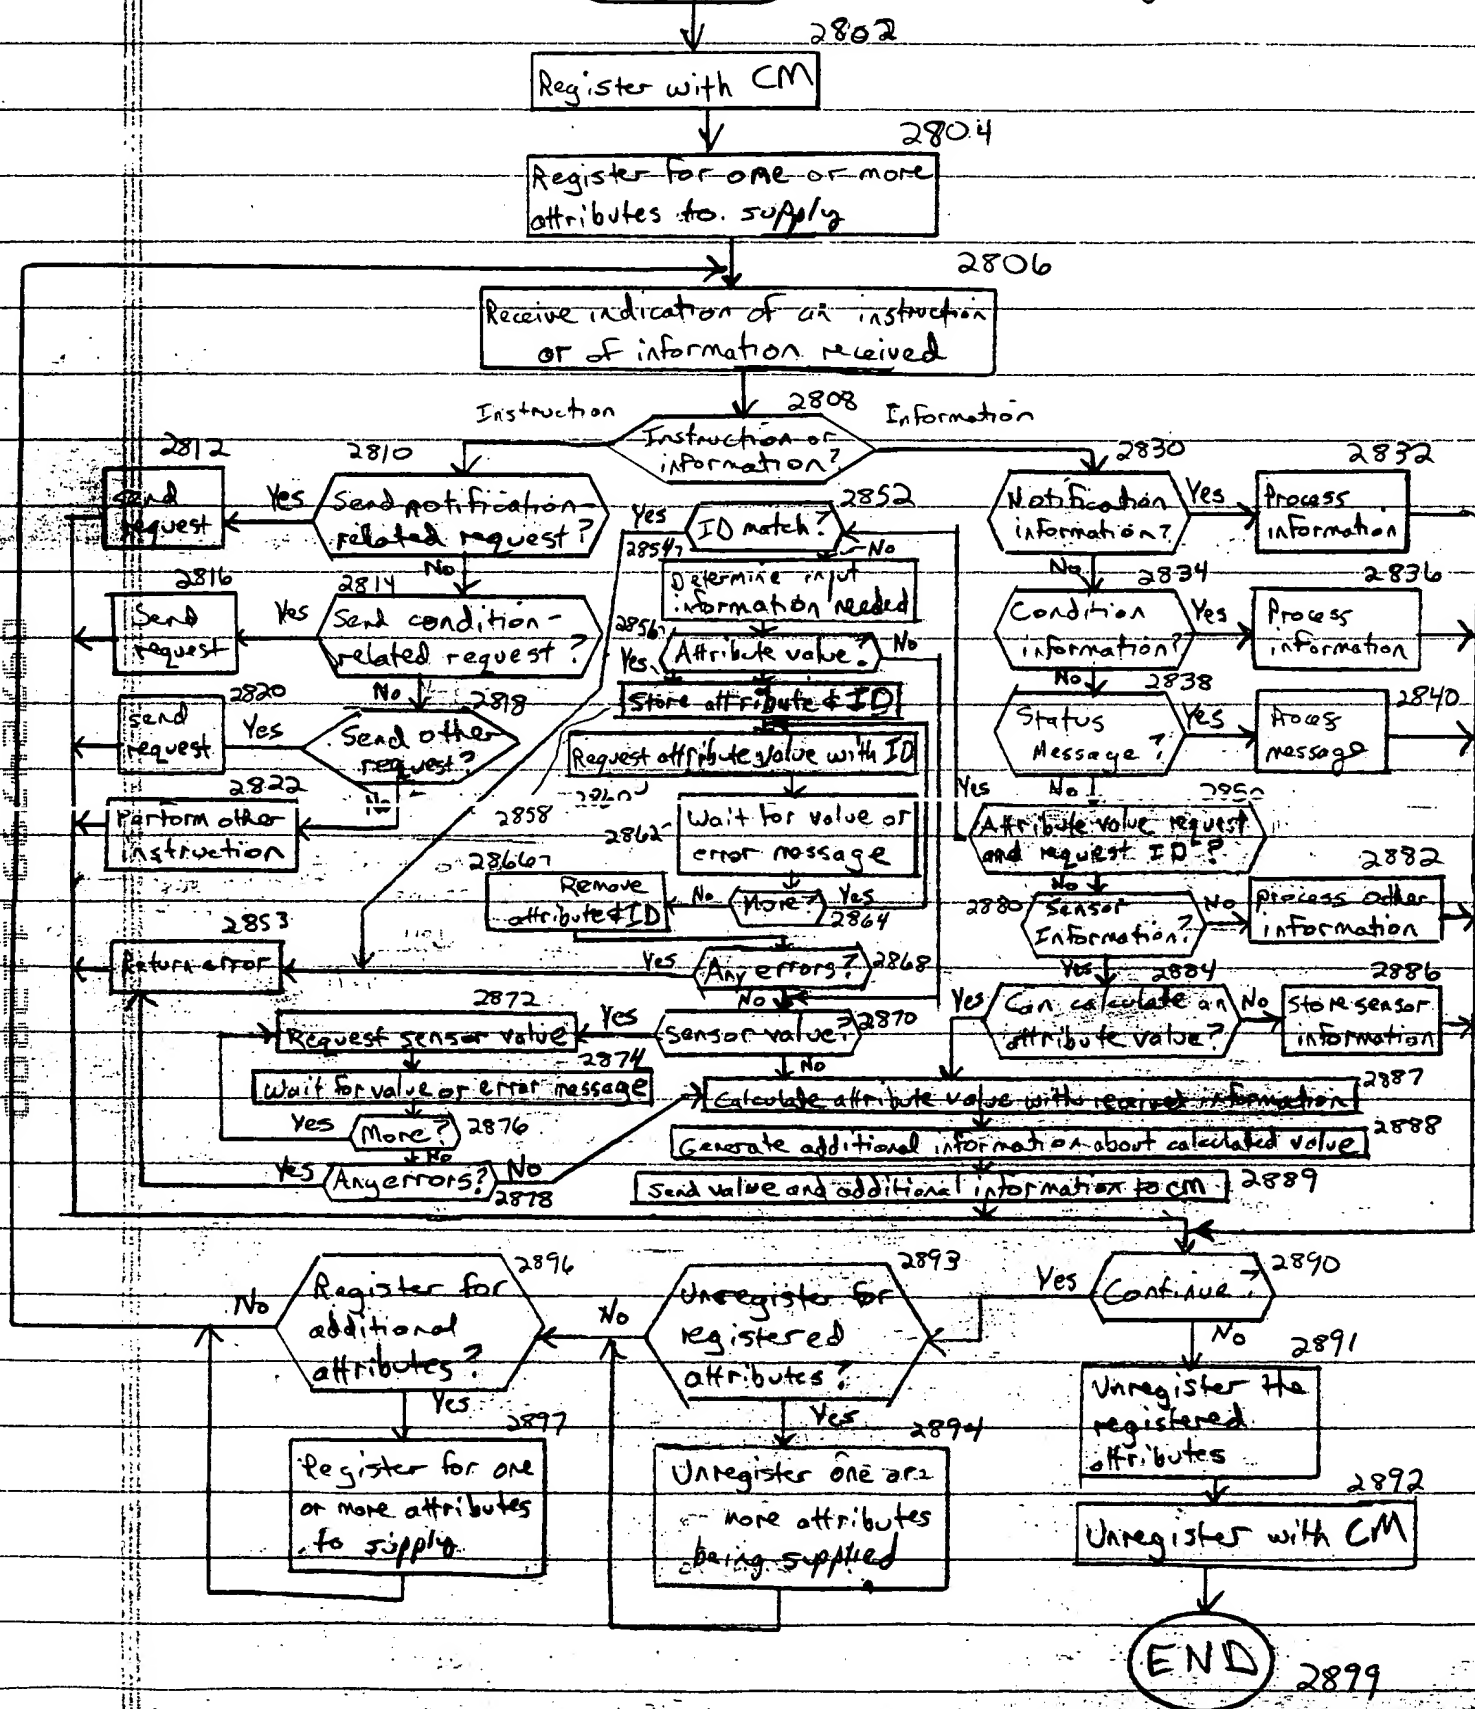 2802
Register with CM
2804
Register for one or more
attributes to supply
2806
Receive indication of an instruction
or of information received
2808
Instruction
Information
Instruction or
information?
2812
2810
2830
2832
Send
request
Yes
Send notification-
related request?
No
2852
Yes
ID match?
No
Notification
information?
Yes
Process
information
No
2816
2814
2854
Determine input
information needed
2834
2836
Send
request
Yes
Send condition-
related request?
No
2856
Attribute value?
Yes
No
Condition
information?
Yes
Process
information
No
2820
2818
Store attribute & ID
2838
2840
Send
request
Yes
Send other
request?
No
Request attribute value with ID
Status
Message?
Yes
Process
message
No
2822
2858
2860
2850
Perform other
instruction
2862
Wait for value or
error message
Yes
Attribute value request
and request ID?
No
2866
Remove
attribute & ID
No
More?
Yes
2864
2880
Sensor
Information?
No
2882
process other
information
Yes
2853
Return error
Yes
Any errors?
2868
No
2884
2886
2872
Request sensor value
Yes
Sensor value?
2870
No
Yes
Can calculate an
attribute value?
No
Store sensor
information
2874
Wait for value or error message
2887
Calculate attribute value with received information
Yes
More?
2876
No
2888
Generate additional information about calculated value
Yes
Any errors?
No
2878
Send value and additional information to CM
2889
2896
2893
2890
No
Register for
additional
attributes?
Yes
No
Unregister for
registered
attributes?
Yes
Yes
Continue?
No
2891
Unregister the
registered
attributes
2897
Register for one
or more attributes
to supply
2894
Unregister one or
more attributes
being supplied
2892
Unregister with CM
END
2899